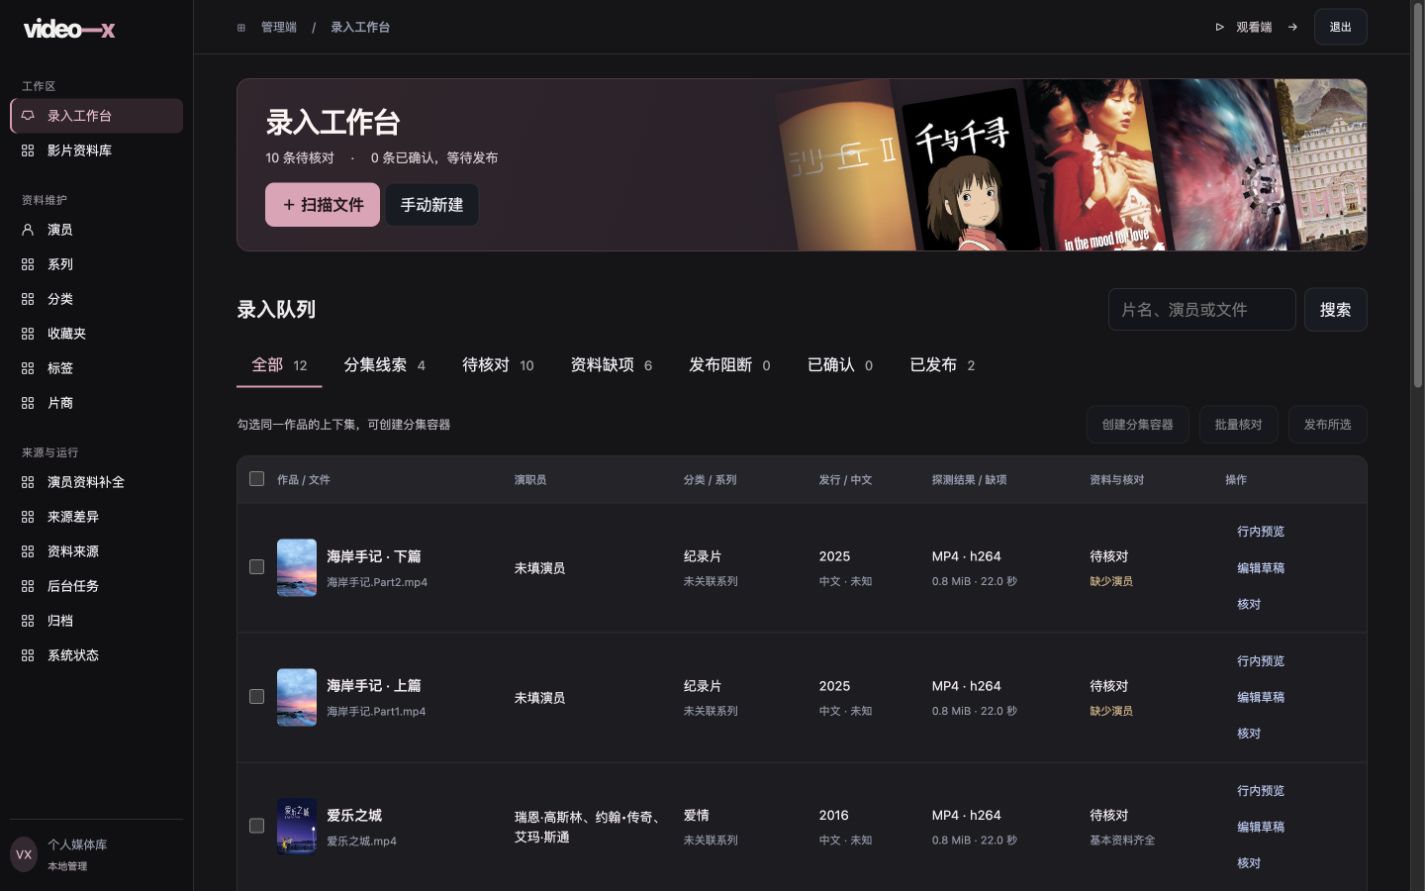 video—x
管理端 / 录入工作台
观看端 → 退出
工作区
录入工作台
影片资料库
资料维护
演员
系列
分类
收藏夹
标签
片商
来源与运行
演员资料补全
来源差异
资料来源
后台任务
归档
系统状态
VX 个人媒体库
本地管理
录入工作台
10 条待核对 · 0 条已确认，等待发布
+ 扫描文件 手动新建
沙丘 II
千与千寻
in the mood for love
录入队列
片名、演员或文件 搜索
全部 12 分集线索 4 待核对 10 资料缺项 6 发布阻断 0 已确认 0 已发布 2
勾选同一作品的上下集，可创建分集容器
创建分集容器 批量核对 发布所选
作品 / 文件 演职员 分类 / 系列 发行 / 中文 探测结果 / 缺项 资料与核对 操作
海岸手记 · 下篇
海岸手记.Part2.mp4
未填演员
纪录片
未关联系列
2025
中文 · 未知
MP4 · h264
0.8 MiB · 22.0 秒
待核对
缺少演员
行内预览
编辑草稿
核对
海岸手记 · 上篇
海岸手记.Part1.mp4
未填演员
纪录片
未关联系列
2025
中文 · 未知
MP4 · h264
0.8 MiB · 22.0 秒
待核对
缺少演员
行内预览
编辑草稿
核对
爱乐之城
爱乐之城
爱乐之城.mp4
瑞恩·高斯林、约翰·传奇、
艾玛·斯通
爱情
未关联系列
2016
中文 · 未知
MP4 · h264
0.8 MiB · 22.0 秒
待核对
基本资料齐全
行内预览
编辑草稿
核对